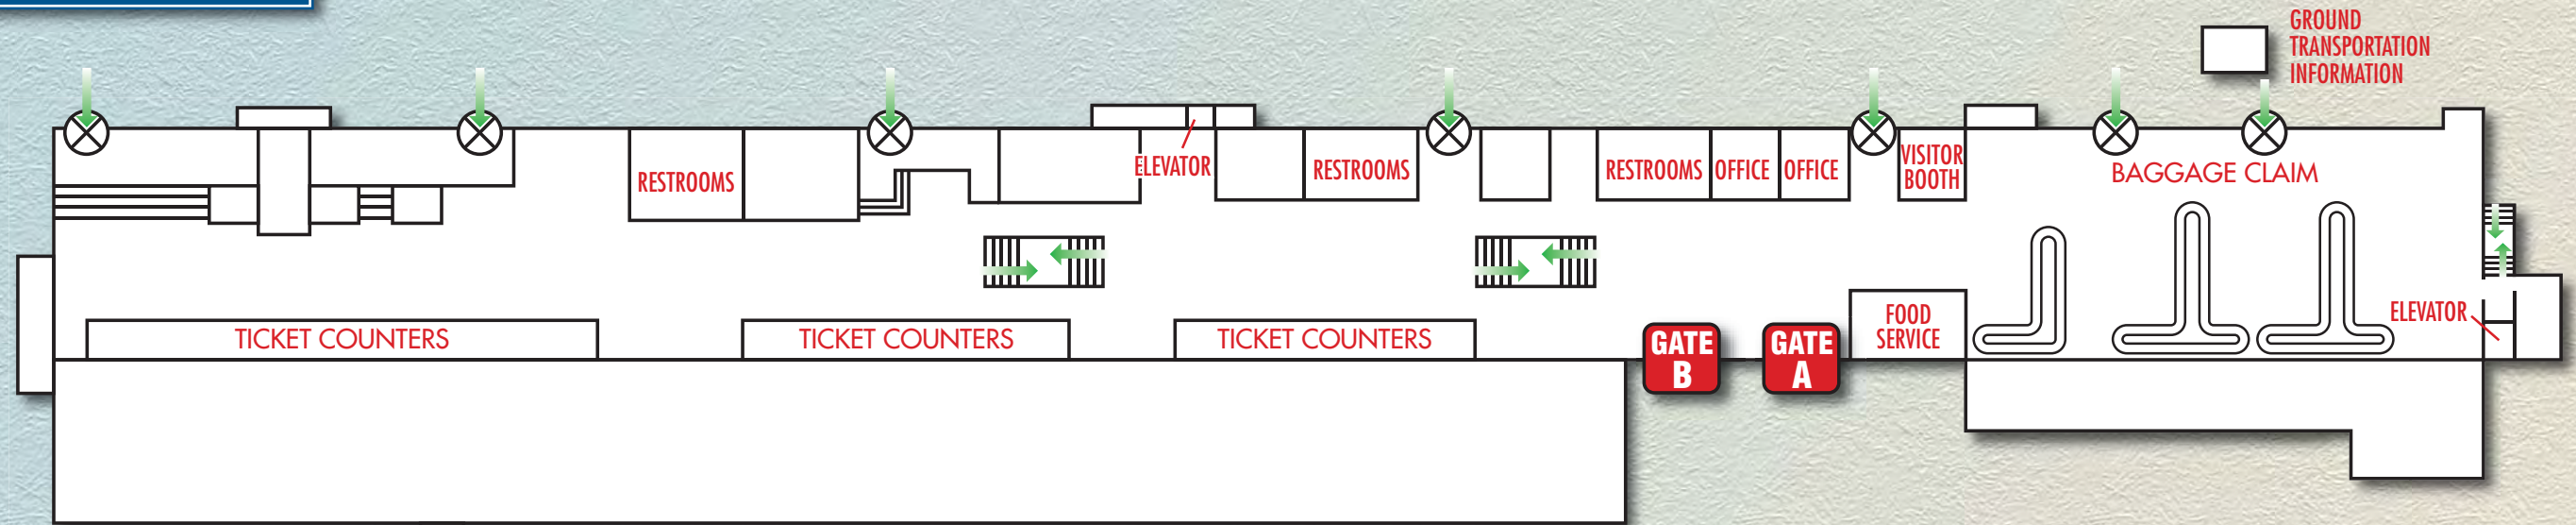 GROUND
TRANSPORTATION
INFORMATION
RESTROOMS
ELEVATOR
RESTROOMS
RESTROOMS
OFFICE
OFFICE
VISITOR
BOOTH
BAGGAGE CLAIM
TICKET COUNTERS
TICKET COUNTERS
TICKET COUNTERS
GATE
B
GATE
A
FOOD
SERVICE
ELEVATOR